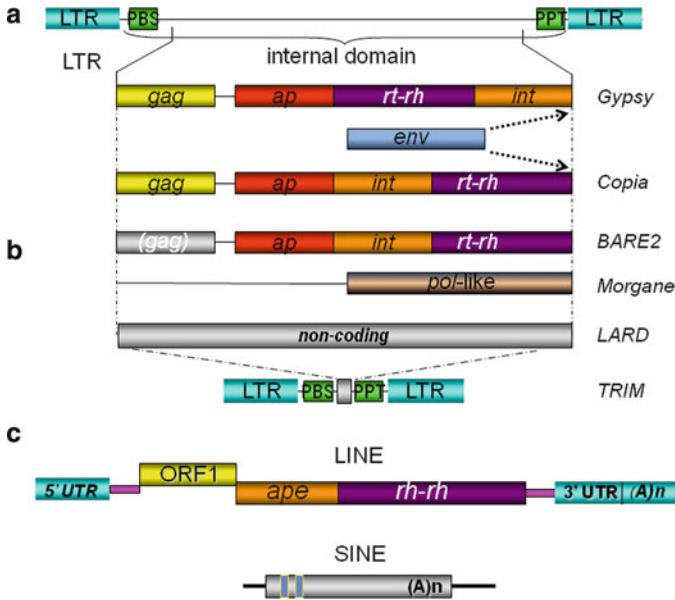 a
LTR PBS PPT LTR
internal domain
LTR
gag ap rt-rh int Gypsy
env
gag ap int rt-rh Copia
b
(gag) ap int rt-rh BARE2
pol-like Morgane
non-coding LARD
LTR PBS PPT LTR TRIM
c
LINE
5' UTR ORF1 ape rh-rh 3' UTR (A)n
SINE
(A)n